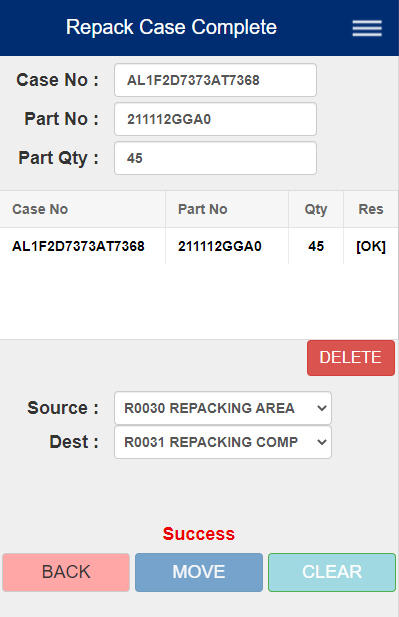 Repack Case Complete
Case No : AL1F2D7373AT7368
Part No : 211112GGA0
Part Qty : 45
Case No Part No Qty Res
AL1F2D7373AT7368 211112GGA0 45 [OK]
DELETE
Source : R0030 REPACKING AREA
Dest : R0031 REPACKING COMP
Success
BACK MOVE CLEAR